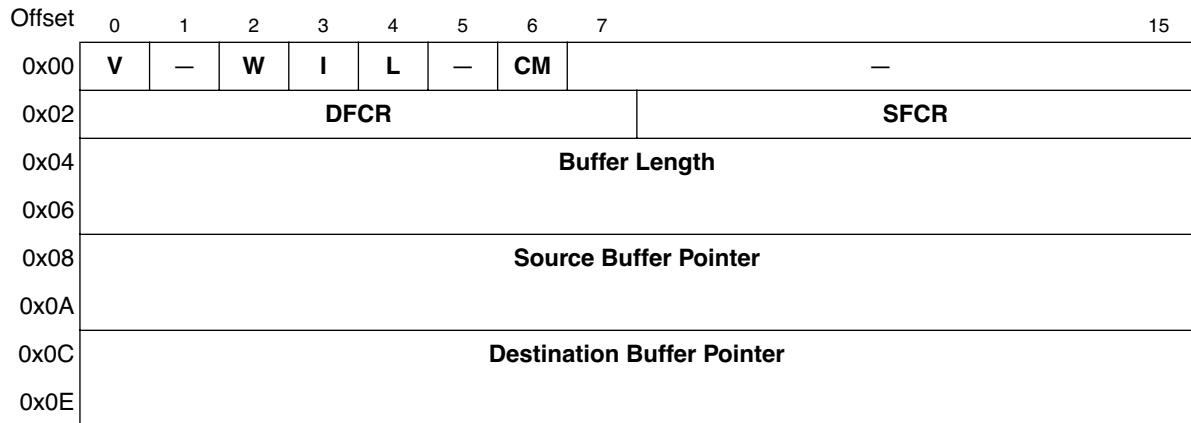 Offset 0 1 2 3 4 5 6 7 15
0x00 V — W I L — CM —
0x02 DFCR SFCR
0x04 Buffer Length
0x06
0x08 Source Buffer Pointer
0x0A
0x0C Destination Buffer Pointer
0x0E